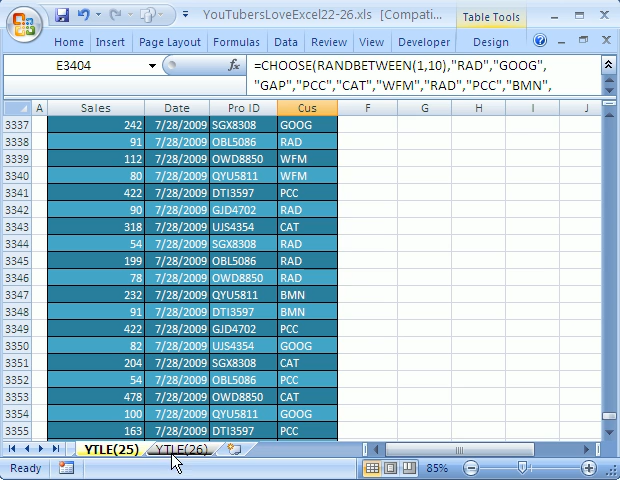 YouTubersLoveExcel22-26.xls [Compati... Table Tools
Home Insert Page Layout Formulas Data Review View Developer Design
E3404 fx =CHOOSE(RANDBETWEEN(1,10),"RAD","GOOG",
"GAP","PCC","CAT","WFM","RAD","PCC","BMN",
A Sales Date Pro ID Cus F G H I J
3337 242 7/28/2009 SGX8308 GOOG
3338 91 7/28/2009 OBL5086 RAD
3339 112 7/28/2009 OWD8850 WFM
3340 80 7/28/2009 QYU5811 WFM
3341 422 7/28/2009 DTI3597 PCC
3342 90 7/28/2009 GJD4702 RAD
3343 318 7/28/2009 UJS4354 CAT
3344 54 7/28/2009 SGX8308 RAD
3345 199 7/28/2009 OBL5086 RAD
3346 78 7/28/2009 OWD8850 RAD
3347 232 7/28/2009 QYU5811 BMN
3348 91 7/28/2009 DTI3597 BMN
3349 422 7/28/2009 GJD4702 PCC
3350 82 7/28/2009 UJS4354 GOOG
3351 204 7/28/2009 SGX8308 CAT
3352 54 7/28/2009 OBL5086 PCC
3353 478 7/28/2009 OWD8850 CAT
3354 100 7/28/2009 QYU5811 GOOG
3355 163 7/28/2009 DTI3597 PCC
YTLE(25) YTLE(26)
Ready 85%